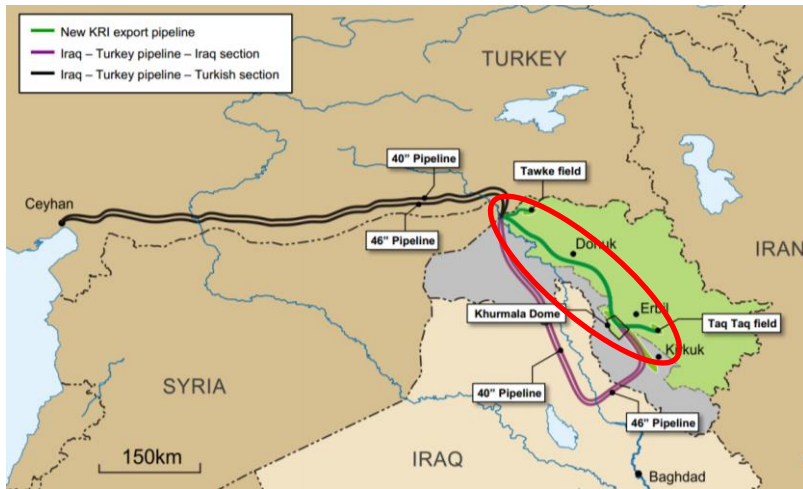 New KRI export pipeline
Iraq – Turkey pipeline – Iraq section
Iraq – Turkey pipeline – Turkish section
TURKEY
40” Pipeline
Tawke field
Ceyhan
46” Pipeline
Dohuk
IRAN
Erbil
Khurmala Dome
Taq Taq field
Kirkuk
SYRIA
40” Pipeline
46” Pipeline
150km
IRAQ
Baghdad